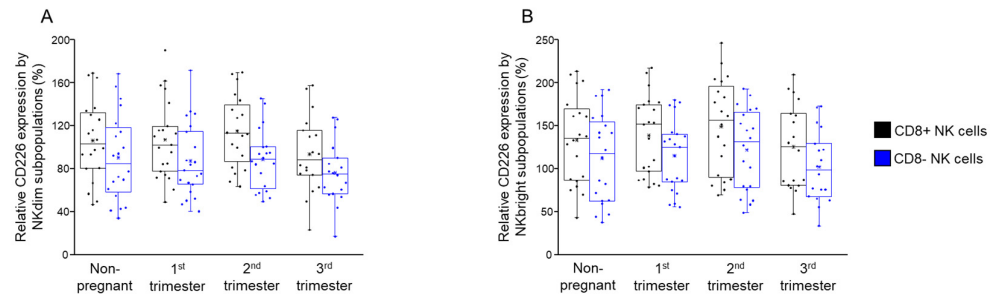 A
Relative CD226 expression by
NKdim subpopulations (%)
200
160
120
80
40
0
Non-
pregnant
1st
trimester
2nd
trimester
3rd
trimester
B
Relative CD226 expression by
NKbright subpopulations (%)
250
200
150
100
50
0
Non-
pregnant
1st
trimester
2nd
trimester
3rd
trimester
CD8+ NK cells
CD8- NK cells